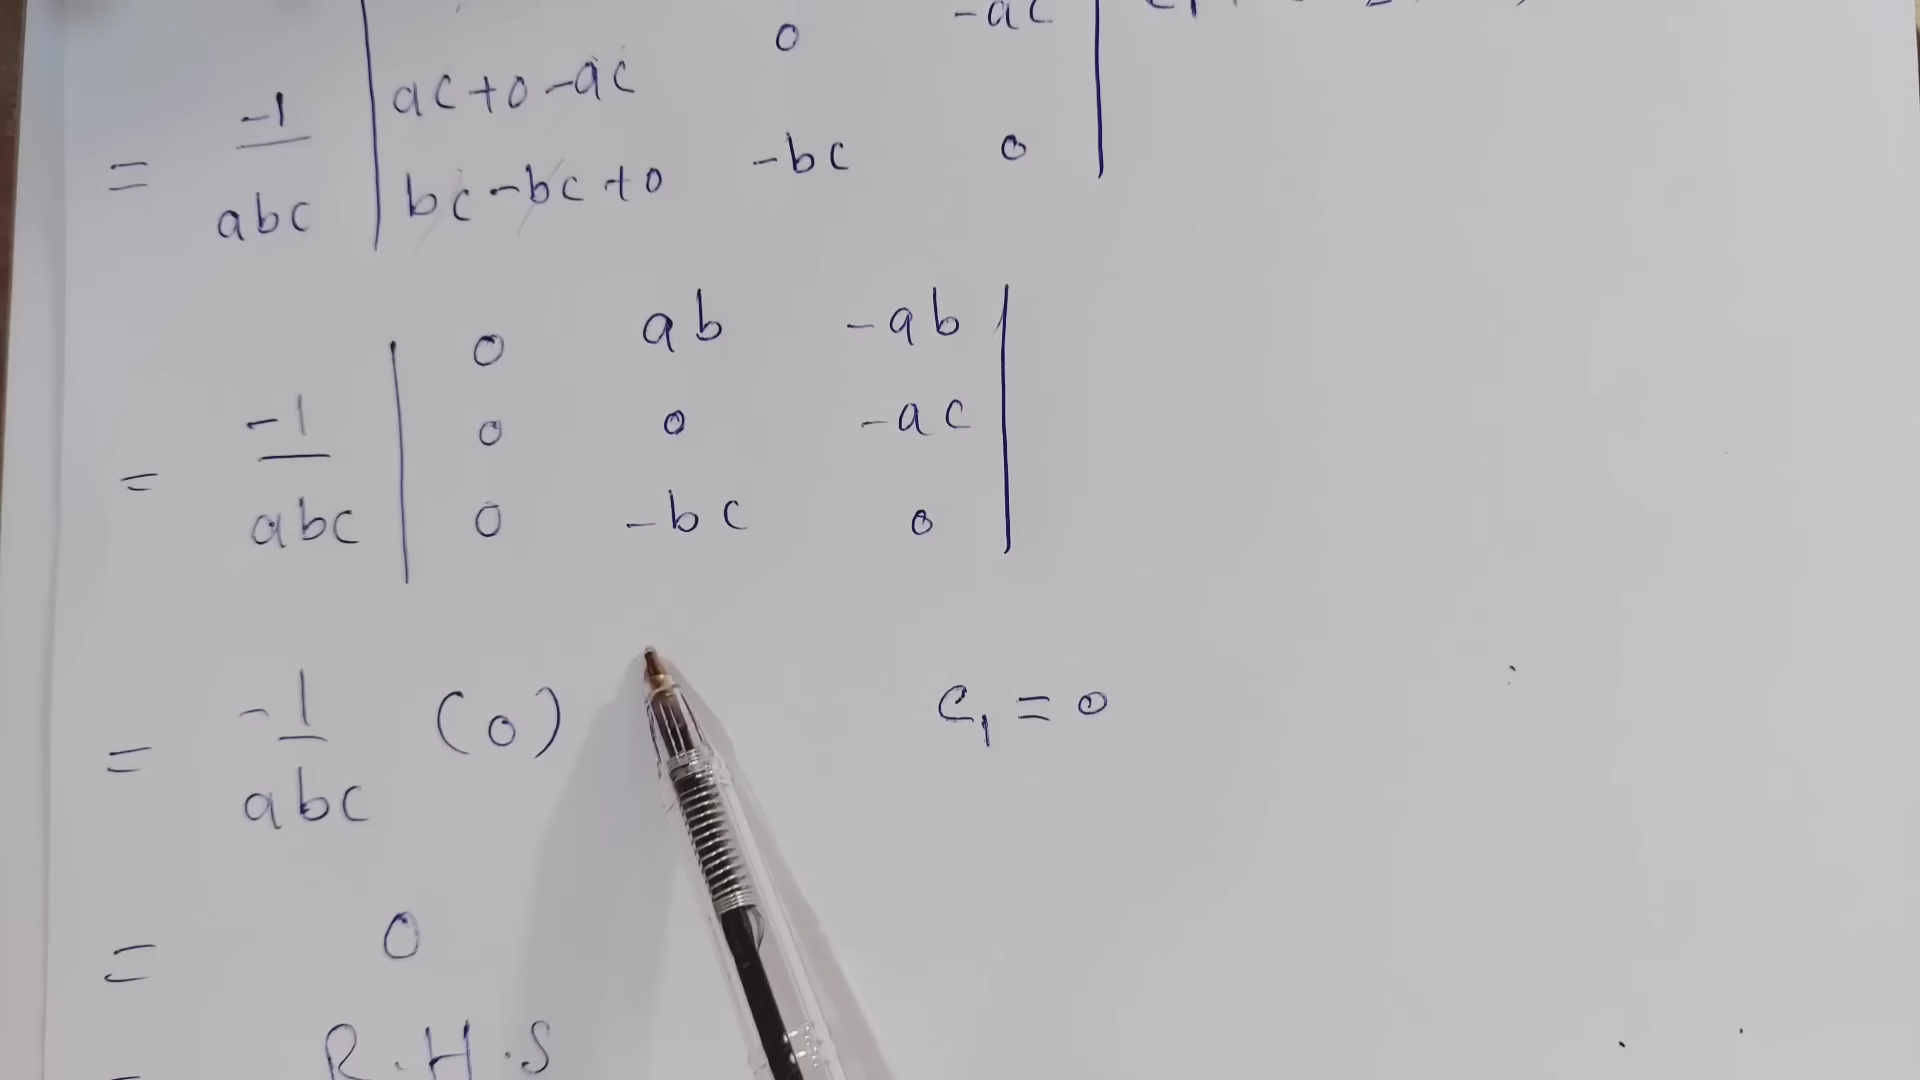 0 -ac
-1 | ac+0-ac
= abc | bc-bc+0 -bc 0 |
| 0 ab -ab |
-1 | 0 0 -ac |
= abc | 0 -bc 0 |
= -1 (0) C₁ = 0
abc
= 0
= R.H.S